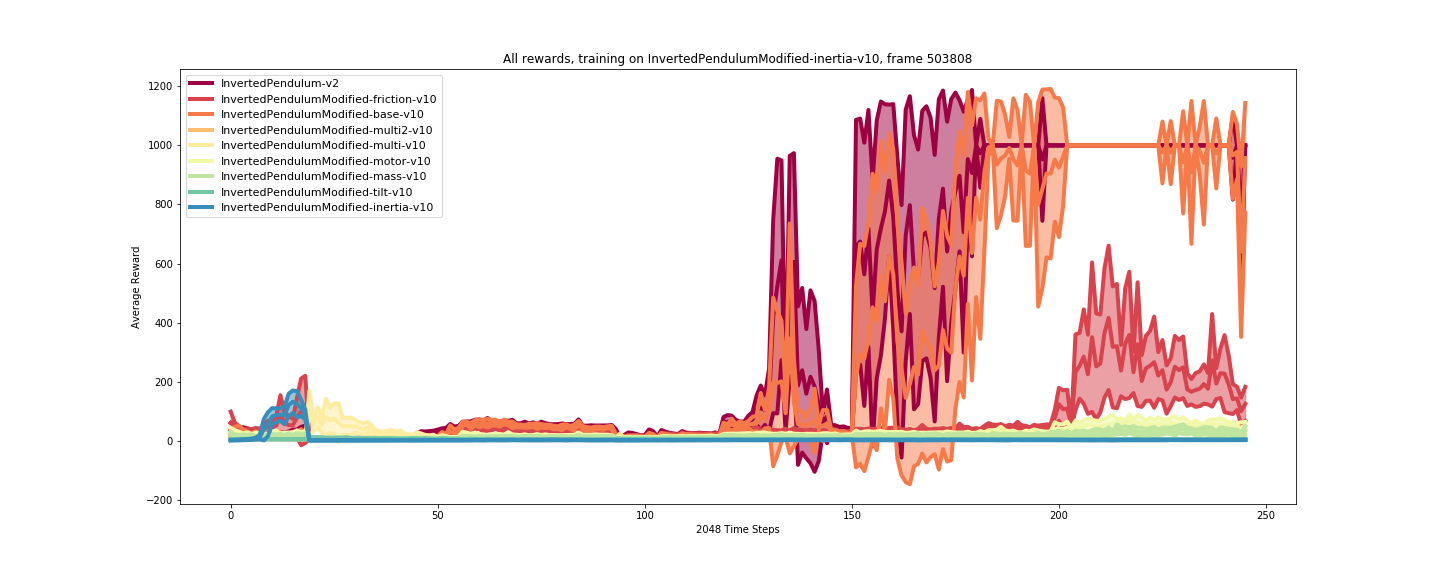 All rewards, training on InvertedPendulumModified-inertia-v10, frame 503808
InvertedPendulum-v2
InvertedPendulumModified-friction-v10
InvertedPendulumModified-base-v10
InvertedPendulumModified-multi2-v10
InvertedPendulumModified-multi-v10
InvertedPendulumModified-motor-v10
InvertedPendulumModified-mass-v10
InvertedPendulumModified-tilt-v10
InvertedPendulumModified-inertia-v10
Average Reward
1200
1000
800
600
400
200
0
−200
0 50 100 150 200 250
2048 Time Steps